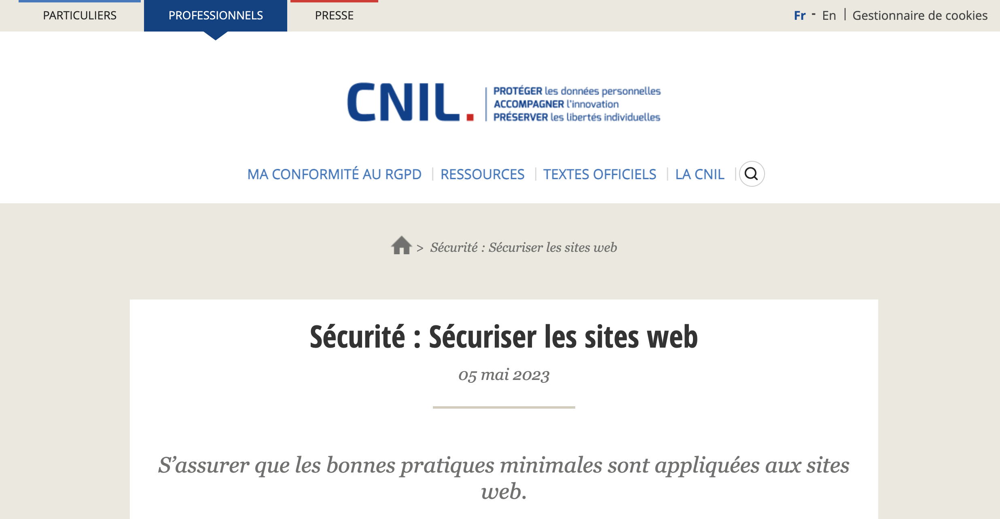 PARTICULIERS PROFESSIONNELS PRESSE Fr - En | Gestionnaire de cookies
CNIL.
PROTÉGER les données personnelles
ACCOMPAGNER l'innovation
PRÉSERVER les libertés individuelles
MA CONFORMITÉ AU RGPD | RESSOURCES | TEXTES OFFICIELS | LA CNIL |
> Sécurité : Sécuriser les sites web
Sécurité : Sécuriser les sites web
05 mai 2023
S’assurer que les bonnes pratiques minimales sont appliquées aux sites
web.